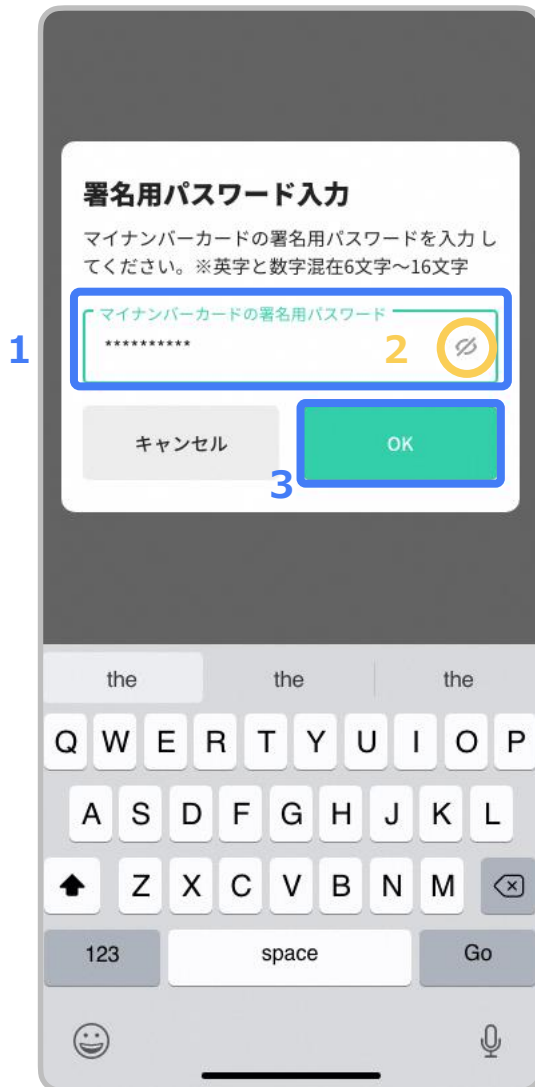 署名用パスワード入力
マイナンバーカードの署名用パスワードを入力し
てください。※英字と数字混在6文字～16文字
マイナンバーカードの署名用パスワード
1
**********
2
キャンセル
OK
3
the the the
Q W E R T Y U I O P
A S D F G H J K L
Z X C V B N M
123 space Go